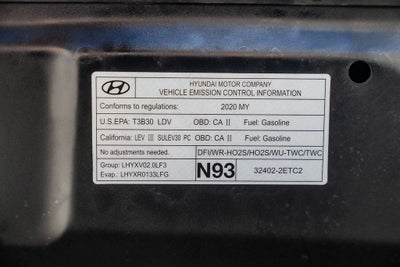 HYUNDAI MOTOR COMPANY
VEHICLE EMISSION CONTROL INFORMATION
Conforms to regulations: 2020 MY
U.S.EPA: T3B30 LDV OBD: CA II Fuel: Gasoline
California: LEV III SULEV30 PC OBD: CA II Fuel: Gasoline
No adjustments needed. DFI/WR-HO2S/HO2S/WU-TWC/TWC
Group: LHYXV02.0LF3
Evap.: LHYXR0133LFG
N93
32402-2ETC2